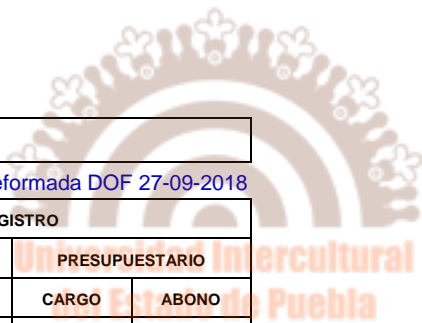 eformada DOF 27-09-2018
GISTRO
Universidad Intercultural
PRESUPUESTARIO
CARGO ABONO
del Estado de Puebla